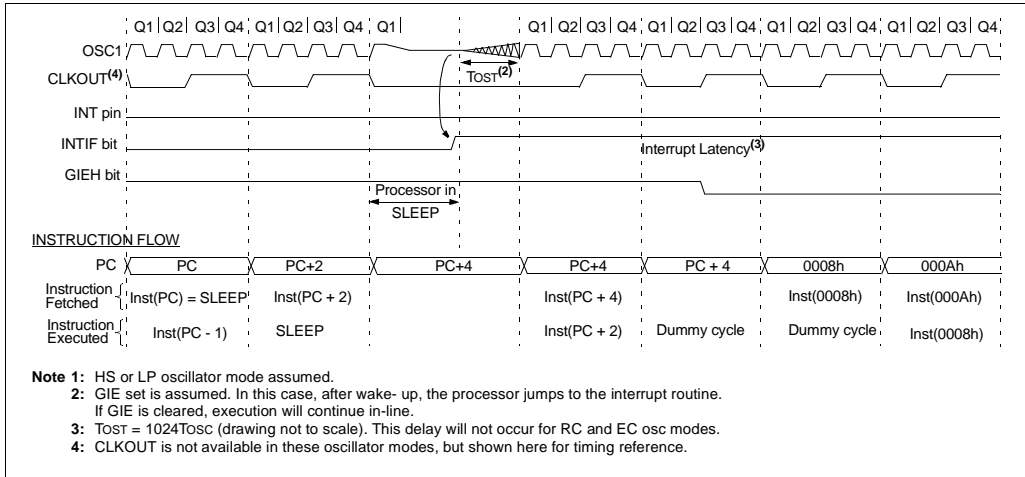 Q1 Q2 Q3 Q4 Q1 Q2 Q3 Q4 Q1 Q1 Q2 Q3 Q4 Q1 Q2 Q3 Q4 Q1 Q2 Q3 Q4 Q1 Q2 Q3 Q4
OSC1
TOST(2)
CLKOUT(4)
INT pin
INTIF bit
Interrupt Latency(3)
GIEH bit
Processor in
SLEEP
INSTRUCTION FLOW
PC PC PC+2 PC+4 PC+4 PC + 4 0008h 000Ah
Instruction
Fetched
Inst(PC) = SLEEP Inst(PC + 2) Inst(PC + 4) Inst(0008h) Inst(000Ah)
Instruction
Executed
Inst(PC - 1) SLEEP Inst(PC + 2) Dummy cycle Dummy cycle Inst(0008h)
Note 1: HS or LP oscillator mode assumed.
2: GIE set is assumed. In this case, after wake- up, the processor jumps to the interrupt routine.
If GIE is cleared, execution will continue in-line.
3: TOST = 1024TOSC (drawing not to scale). This delay will not occur for RC and EC osc modes.
4: CLKOUT is not available in these oscillator modes, but shown here for timing reference.